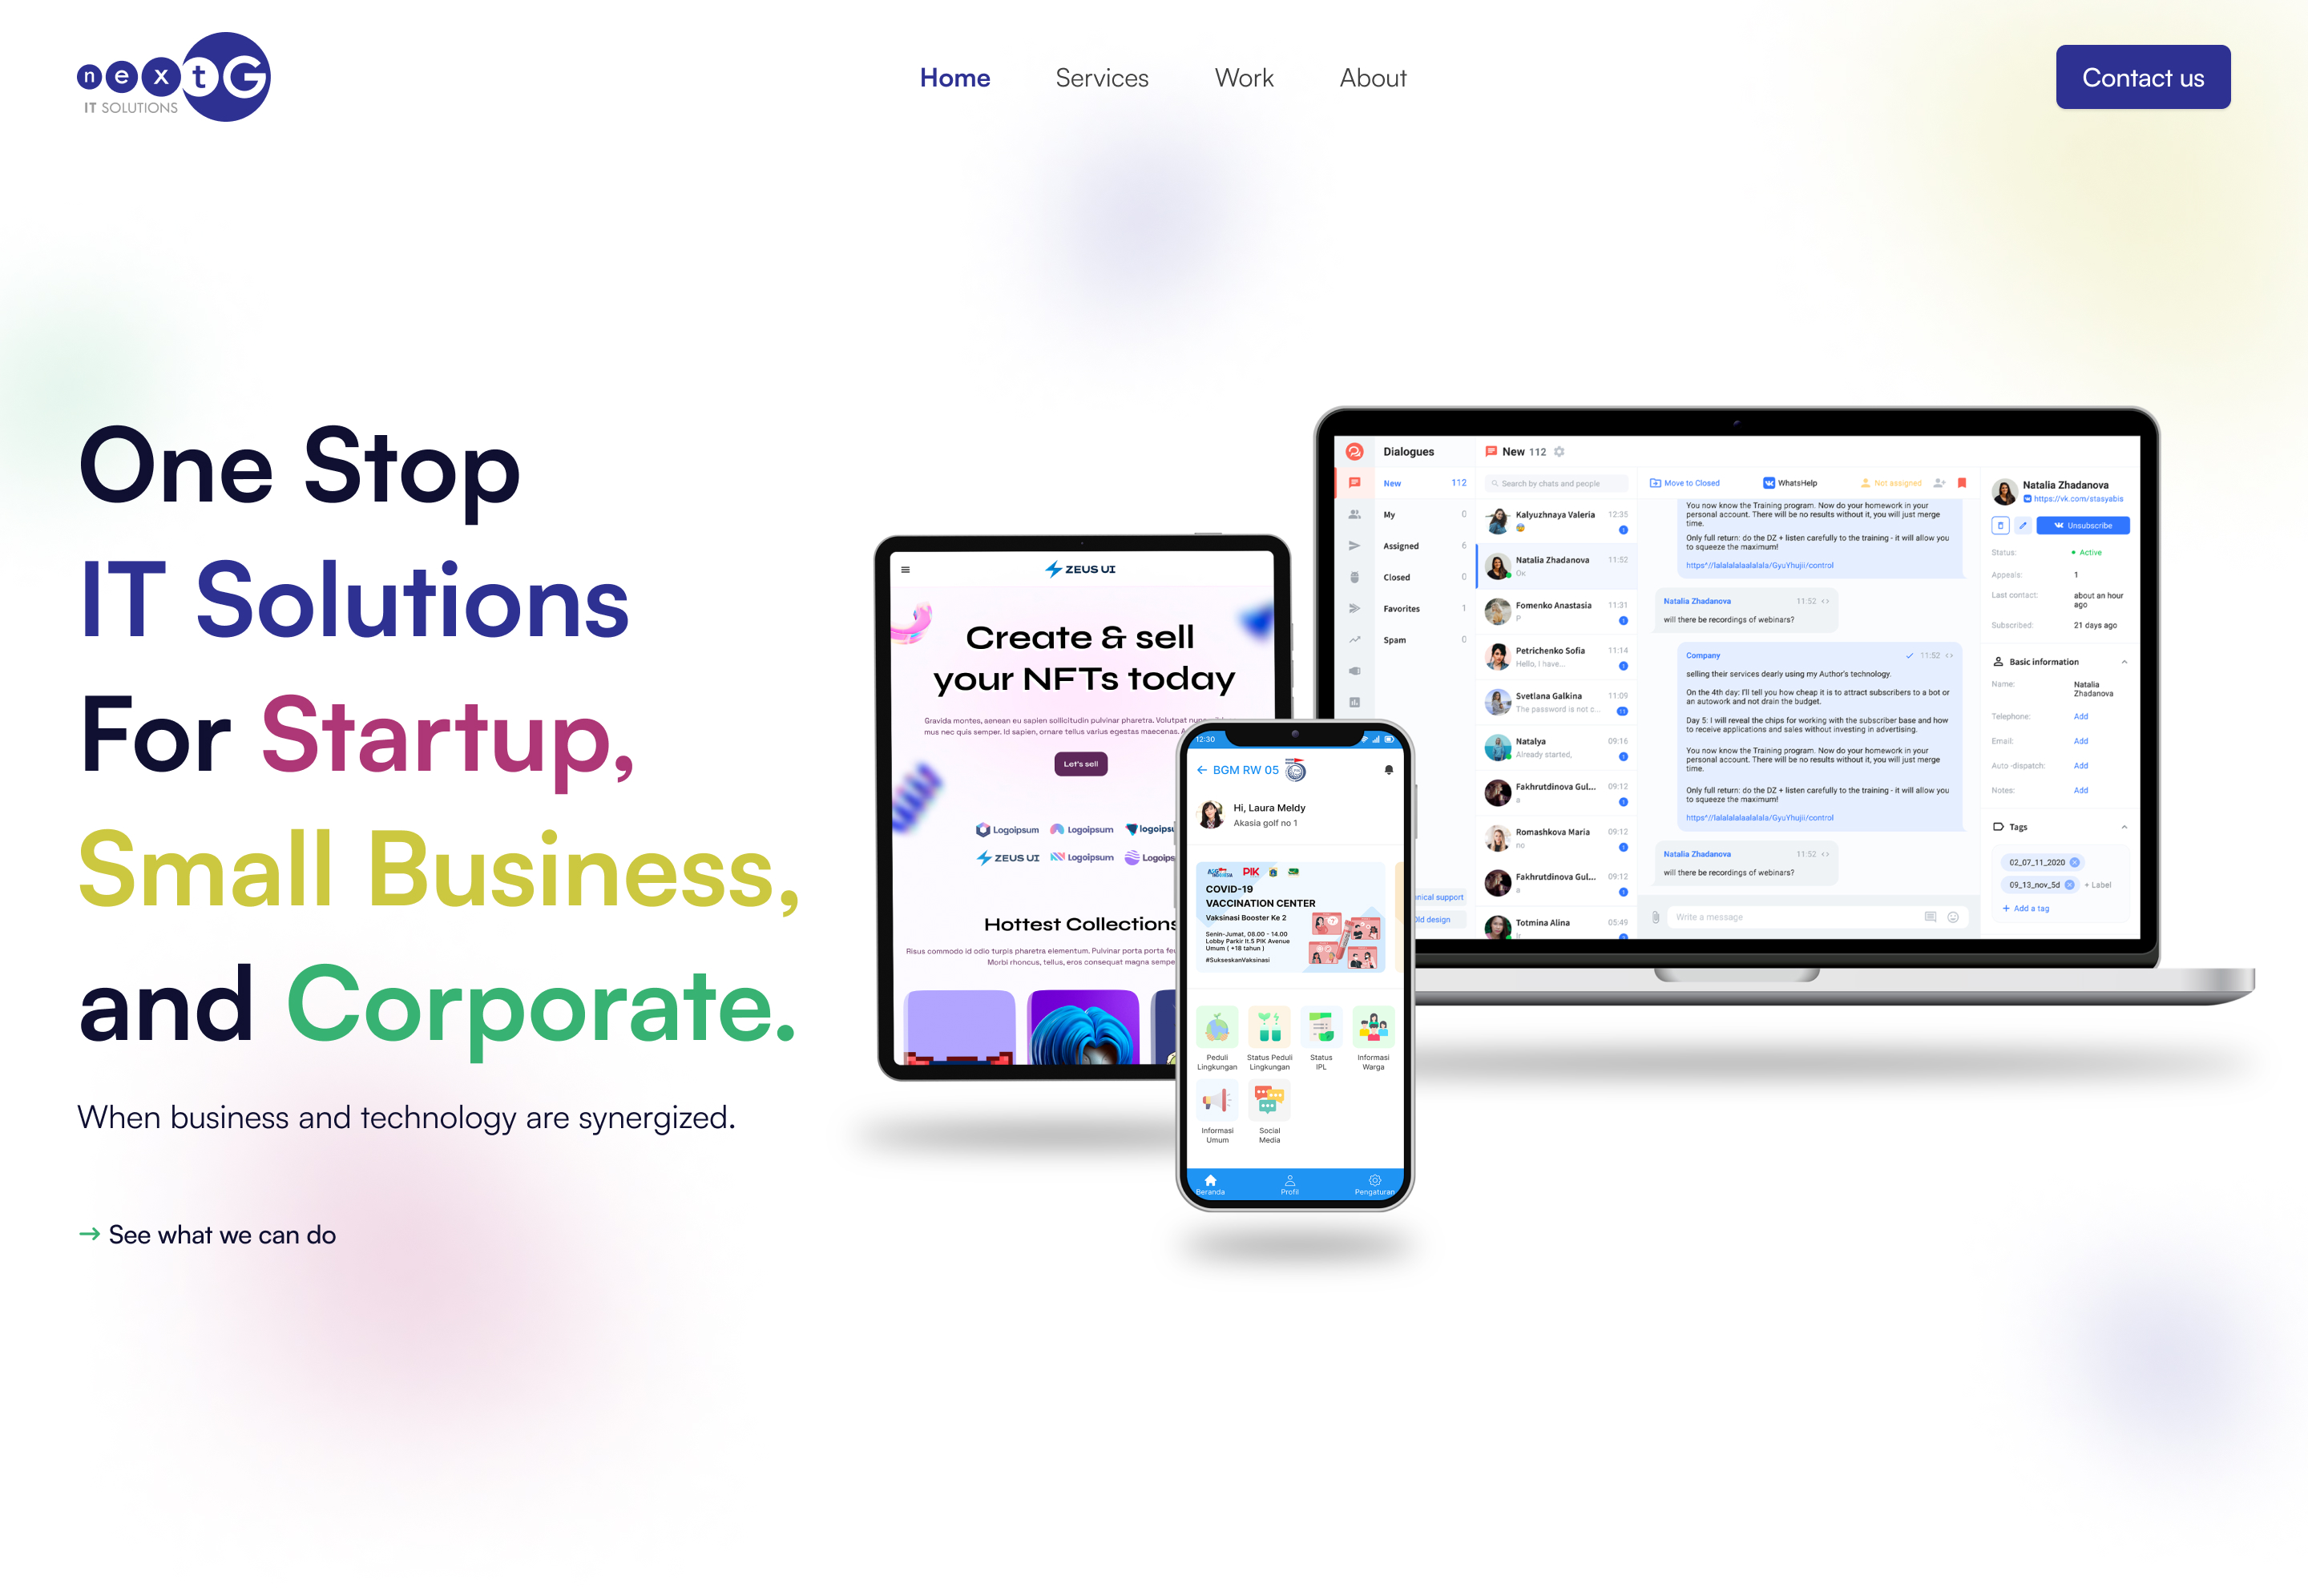 nextG
IT SOLUTIONS
Home
Services
Work
About
Contact us
One Stop
IT Solutions
For Startup,
Small Business,
and Corporate.
When business and technology are synergized.
→ See what we can do
ZEUS UI
Create & sell
your NFTs today
Gravida montes, aenean eu sapien sollicitudin pulvinar pharetra. Volutpat
mus nec quis semper. Id sapien, ornare tellus varius egestas maecenas.
Let's sell
Logoipsum
Logoipsum
ZEUS UI
Logoipsum
Hottest Collections
Risus commodo id odio turpis pharetra elementum. Pulvinar porta porta
Morbi rhoncus, tellus, eros consequat magna
12:30
BGM RW 05
Hi, Laura Meldy
Akasia golf no 1
PIK
COVID-19
VACCINATION CENTER
Vaksinasi Booster Ke 2
Senin-Jumat, 08.00 - 14.00
Lobby Parkir lt.5 PIK Avenue
Umum ( +18 tahun )
#SukseskanVaksinasi
Peduli
Lingkungan
Status Peduli
Lingkungan
Status
IPL
Informasi
Warga
Informasi
Umum
Social
Media
Beranda
Profil
Pengaturan
Dialogues
New 112
My 0
Assigned 6
Closed 0
Favorites 1
Spam 0
support
Old design
New 112
Search by chats and people
Kalyuzhnaya Valeria 12:35
Natalia Zhadanova 11:52
Ок
Fomenko Anastasia 11:31
P
Petrichenko Sofia 11:14
Hello, I have...
Svetlana Galkina 11:09
The password is not c...
Natalya 09:16
Already started,
Fakhrutdinova Gul... 09:12
a
Romashkova Maria 09:12
no
Fakhrutdinova Gul... 09:12
Totmina Alina 05:49
Move to Closed
WhatsHelp
Not assigned
You now know the Training program. Now do your homework in your
personal account. There will be no results without it, you will just merge
time.
Only full return: do the DZ + listen carefully to the training - it will allow you
to squeeze the maximum!
https^//lalalalalaalalala/GyuYhujii/control
Natalia Zhadanova 11:52
will there be recordings of webinars?
Company 11:52
selling their services dearly using my Author's technology.
On the 4th day: I'll tell you how cheap it is to attract subscribers to a bot or
an autowork and not drain the budget.
Day 5: I will reveal the chips for working with the subscriber base and how
to receive applications and sales without investing in advertising.
You now know the Training program. Now do your homework in your
personal account. There will be no results without it, you will just merge
time.
Only full return: do the DZ + listen carefully to the training - it will allow you
to squeeze the maximum!
https^//lalalalalaalalala/GyuYhujii/control
Natalia Zhadanova 11:52
will there be recordings of webinars?
Write a message
Natalia Zhadanova
https://vk.com/stasyabis
Unsubscribe
Status: Active
Appeals: 1
Last contact: about an hour
ago
Subscribed: 21 days ago
Basic information
Name: Natalia
Zhadanova
Telephone: Add
Email: Add
Auto-dispatch: Add
Notes: Add
Tags
02_07_11_2020
09_13_nov_5d
+ Label
+ Add a tag